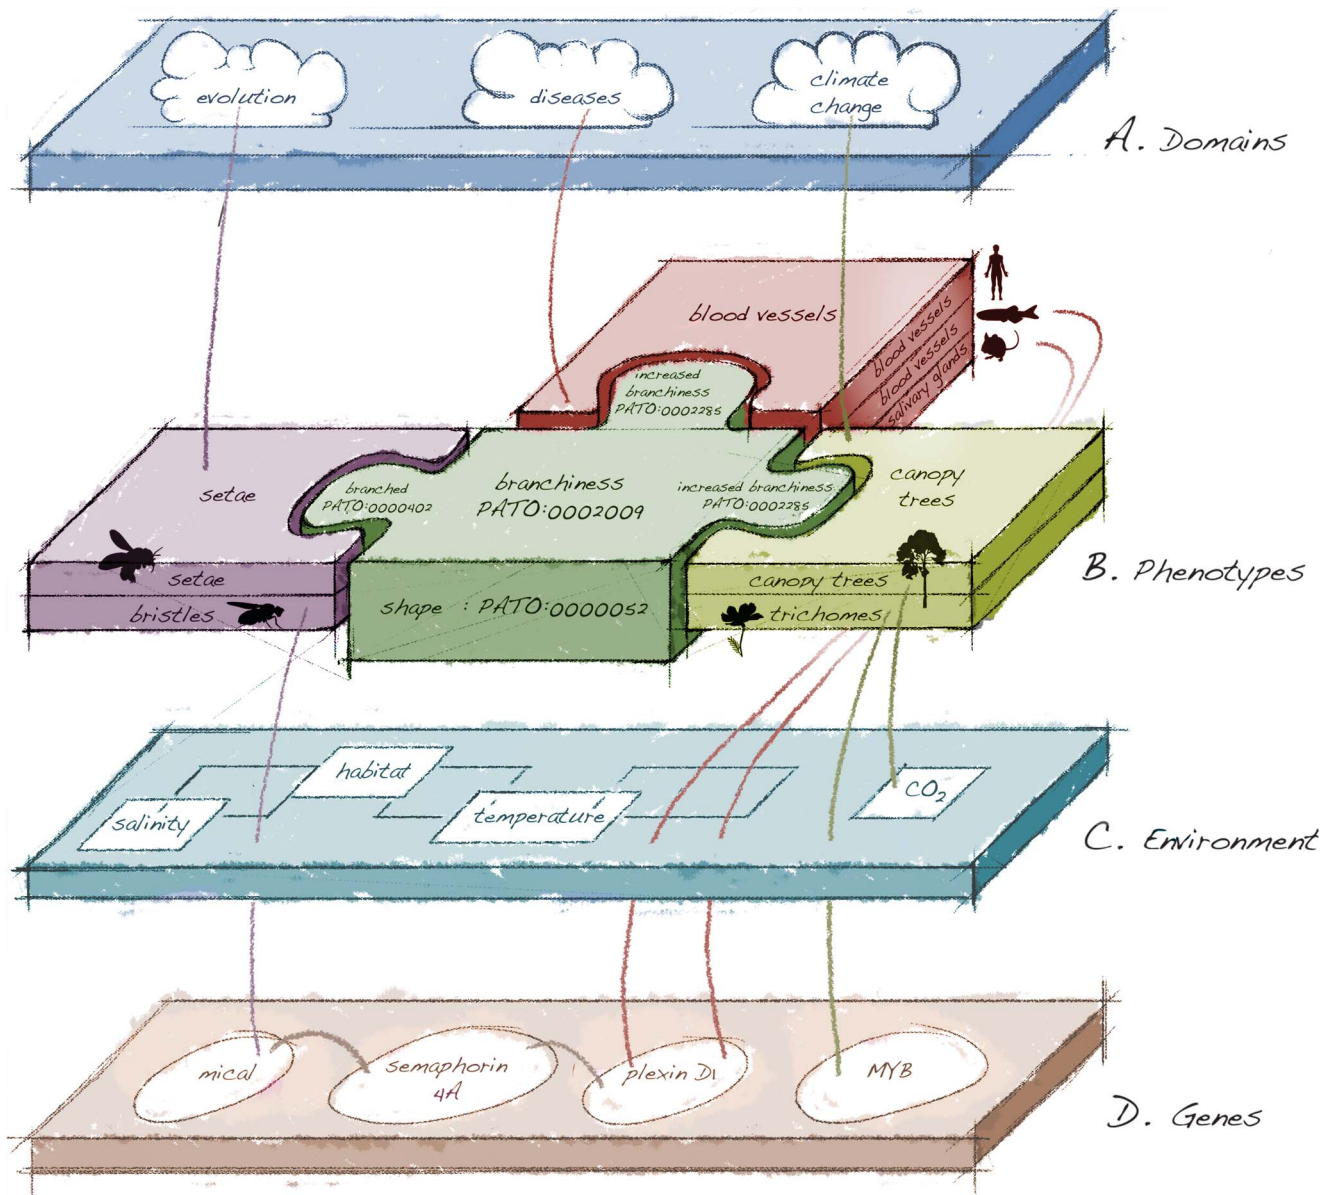 evolution
diseases
climate
change
A. Domains
blood vessels
blood vessels
blood vessels
salivary glands
increased
branchiness
PATO:0002285
setae
branched
PATO:0000402
branchiness
PATO:0002009
increased branchiness
PATO:0002285
canopy
trees
setae
bristles
shape : PATO:0000052
canopy trees
trichomes
B. Phenotypes
habitat
salinity
temperature
CO2
C. Environment
mical
semaphorin
4A
plexin D1
MYB
D. Genes